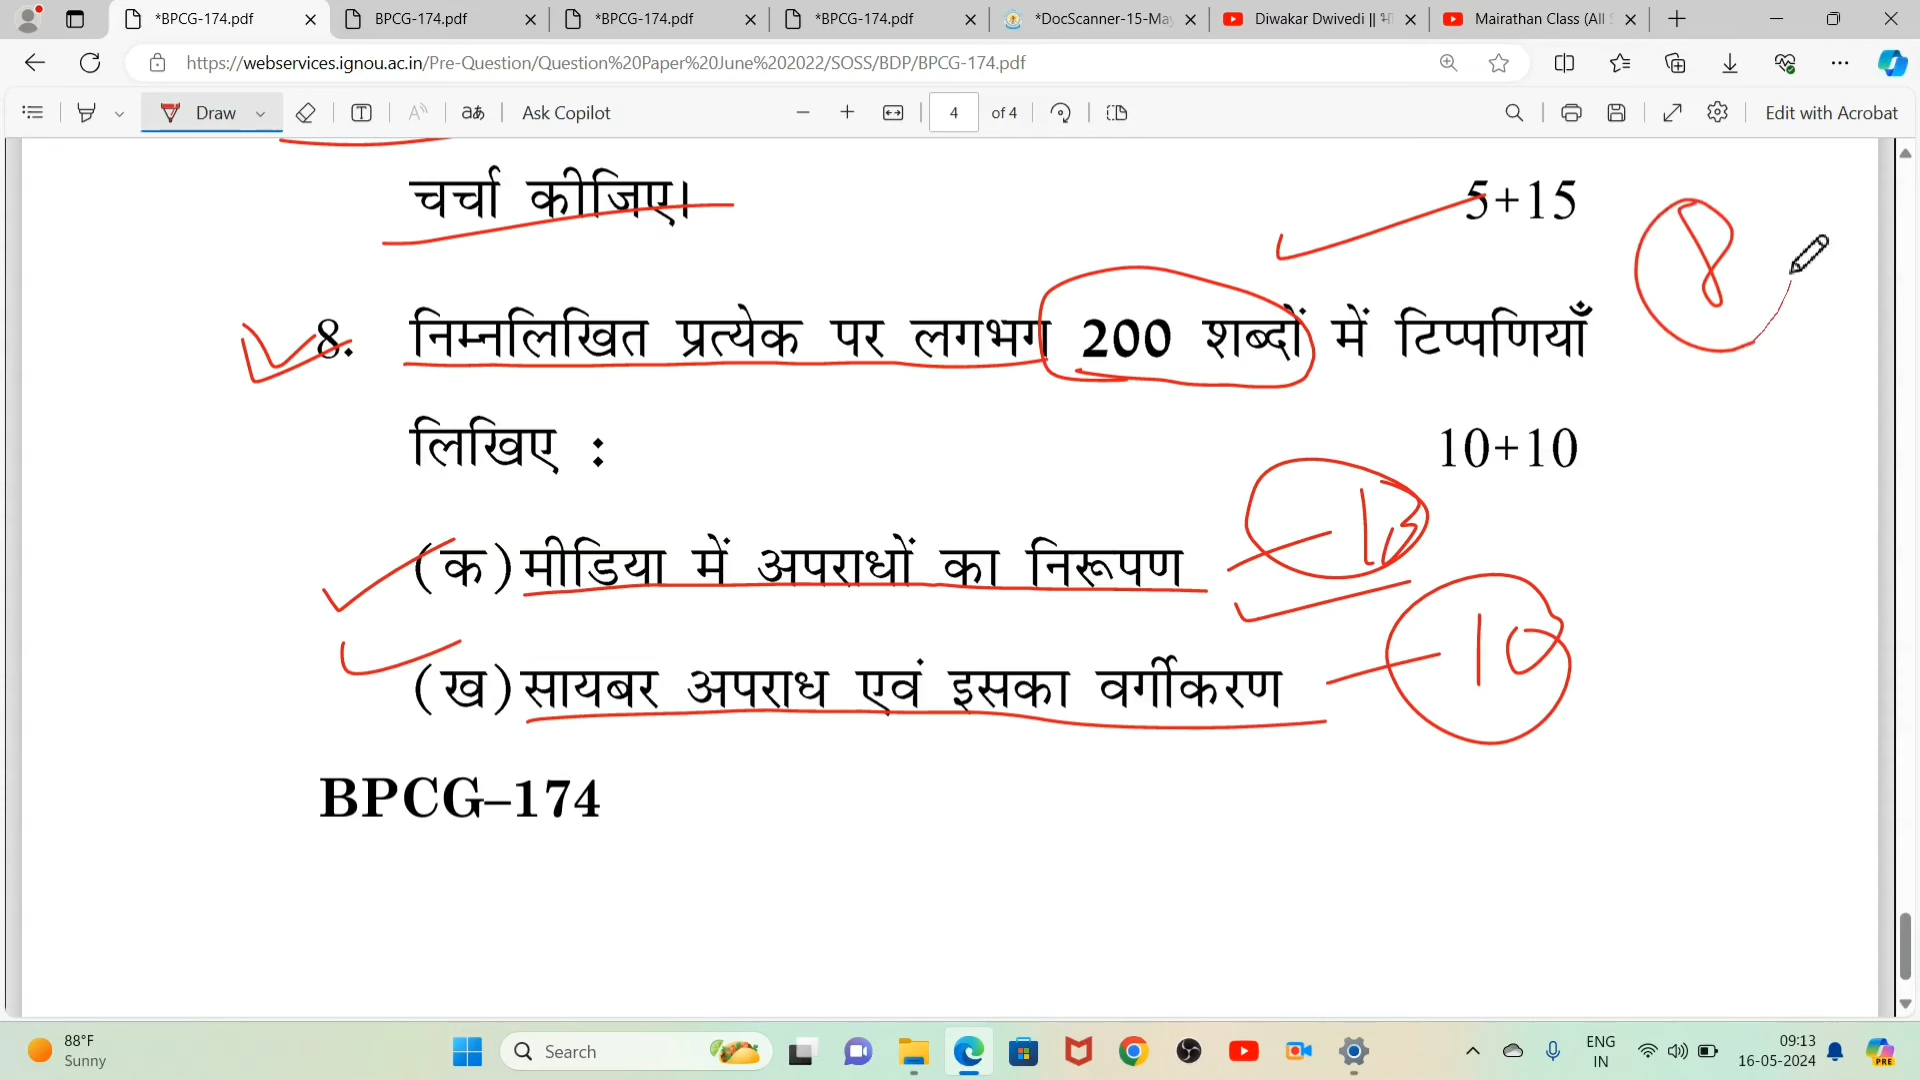 *BPCG-174.pdf
BPCG-174.pdf
*BPCG-174.pdf
*BPCG-174.pdf
*DocScanner-15-May
Diwakar Dwivedi ||
Mairathan Class (All
https://webservices.ignou.ac.in/Pre-Question/Question%20Paper%20June%202022/SOSS/BDP/BPCG-174.pdf
Draw
Ask Copilot
4 of 4
Edit with Acrobat
चर्चा कीजिए। 5+15
8
8. निम्नलिखित प्रत्येक पर लगभग 200 शब्दों में टिप्पणियाँ
लिखिए : 10+10
(क) मीडिया में अपराधों का निरूपण – 10
(ख) सायबर अपराध एवं इसका वर्गीकरण – 10
BPCG–174
88°F
Sunny
Search
ENG
IN
09:13
16-05-2024